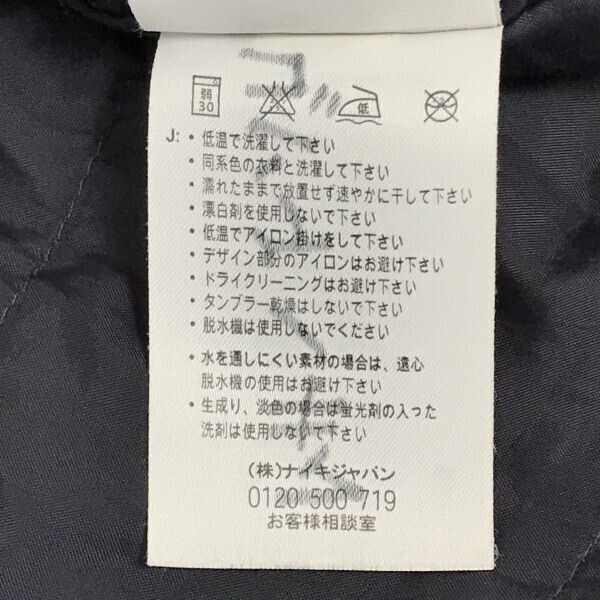 弱
30
低
J: • 低温で洗濯して下さい
• 同系色の衣料と洗濯して下さい
• 濡れたままで放置せず速やかに干して下さい
• 漂白剤を使用しないで下さい
• 低温でアイロン掛けをして下さい
• デザイン部分のアイロンはお避け下さい
• ドライクリーニングはお避け下さい
• タンブラー乾燥はしないで下さい
• 脱水機は使用しないでください
• 水を通しにくい素材の場合は、遠心
脱水機の使用はお避け下さい
• 生成り、淡色の場合は蛍光剤の入った
洗剤は使用しないで下さい
(株)ナイキジャパン
0120 500 719
お客様相談室